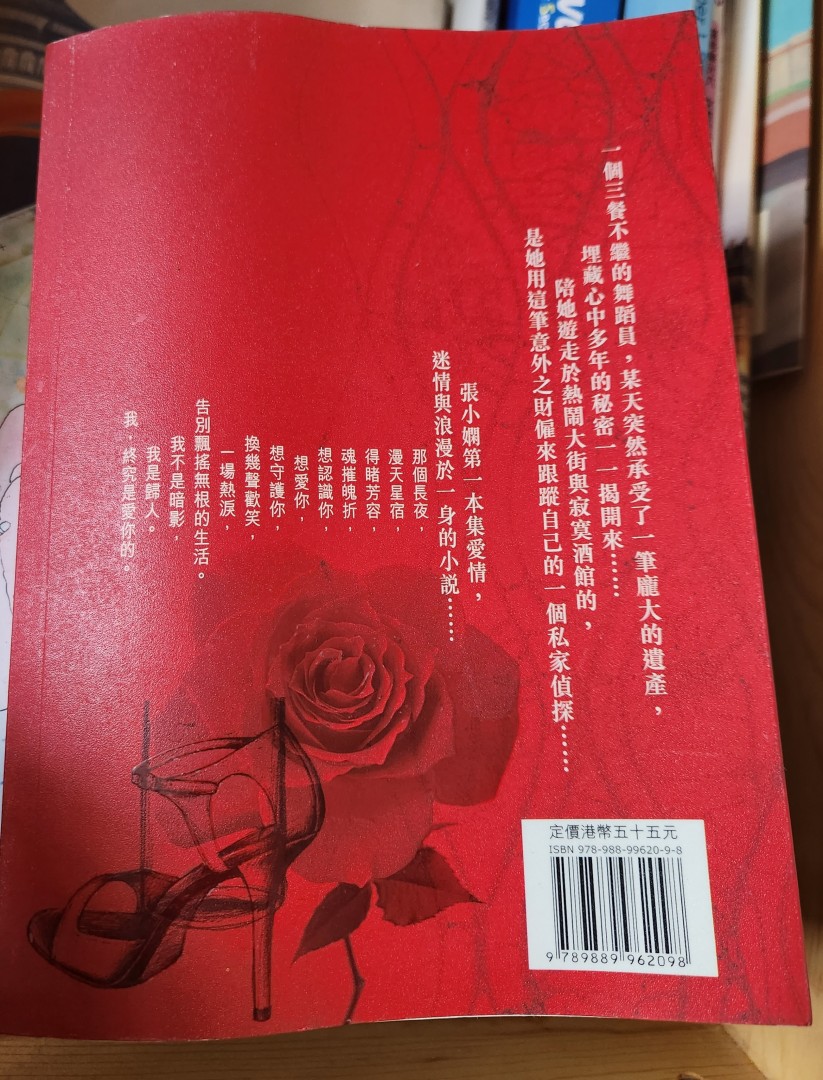 一個三餐不繼的舞蹈員，某天突然承受了一筆龐大的遺產，
埋藏心中多年的秘密一一揭開來……
陪她遊走於熱鬧大街與寂寞酒館的，
是她用這筆意外之財僱來跟蹤自己的一個私家偵探……
張小嫻第一本集愛情，
迷情與浪漫於一身的小說……
那個長夜，
漫天星宿，
得睹芳容，
魂摧魄折，
想認識你，
想愛你，
想守護你，
換幾聲歡笑，
一場熱淚，
告別飄搖無根的生活。
我不是暗影，
我是歸人。
我，終究是愛你的。
定價港幣五十五元
ISBN 978-988-99620-9-8
9 789889 962098